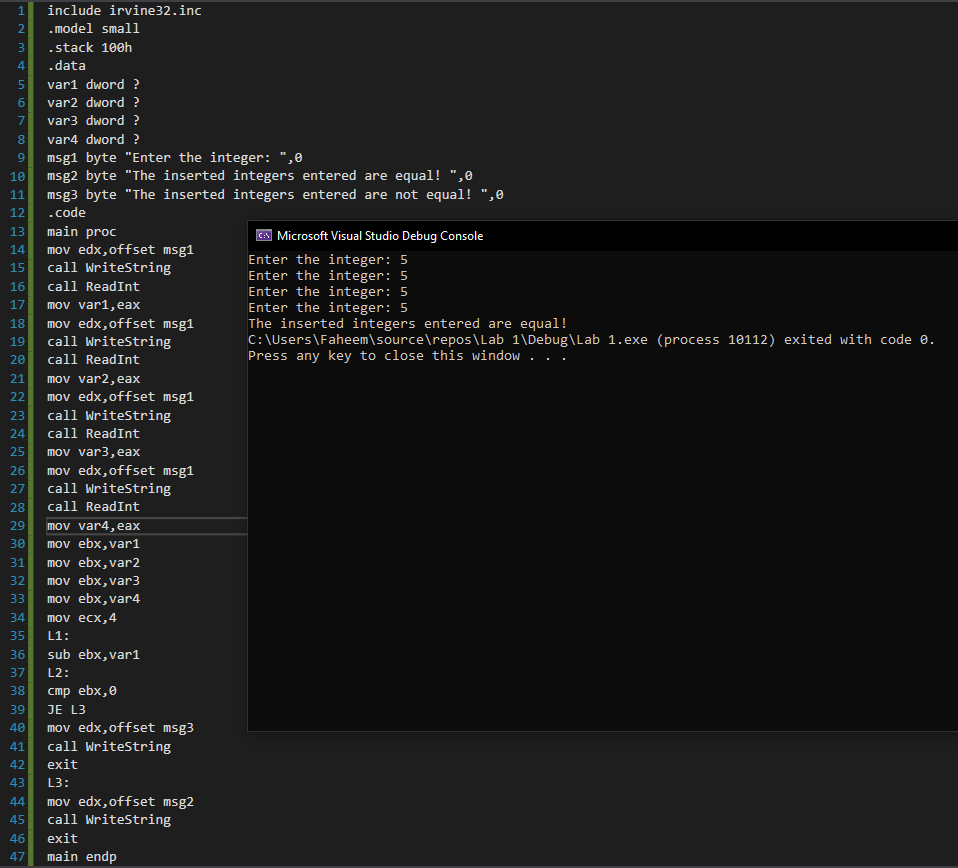 1 include irvine32.inc
2 .model small
3 .stack 100h
4 .data
5 var1 dword ?
6 var2 dword ?
7 var3 dword ?
8 var4 dword ?
9 msg1 byte "Enter the integer: ",0
10 msg2 byte "The inserted integers entered are equal! ",0
11 msg3 byte "The inserted integers entered are not equal! ",0
12 .code
13 main proc
14 mov edx,offset msg1
15 call WriteString
16 call ReadInt
17 mov var1,eax
18 mov edx,offset msg1
19 call WriteString
20 call ReadInt
21 mov var2,eax
22 mov edx,offset msg1
23 call WriteString
24 call ReadInt
25 mov var3,eax
26 mov edx,offset msg1
27 call WriteString
28 call ReadInt
29 mov var4,eax
30 mov ebx,var1
31 mov ebx,var2
32 mov ebx,var3
33 mov ebx,var4
34 mov ecx,4
35 L1:
36 sub ebx,var1
37 L2:
38 cmp ebx,0
39 JE L3
40 mov edx,offset msg3
41 call WriteString
42 exit
43 L3:
44 mov edx,offset msg2
45 call WriteString
46 exit
47 main endp
Microsoft Visual Studio Debug Console
Enter the integer: 5
Enter the integer: 5
Enter the integer: 5
Enter the integer: 5
The inserted integers entered are equal!
C:\Users\Faheem\source\repos\Lab 1\Debug\Lab 1.exe (process 10112) exited with code 0.
Press any key to close this window . . .